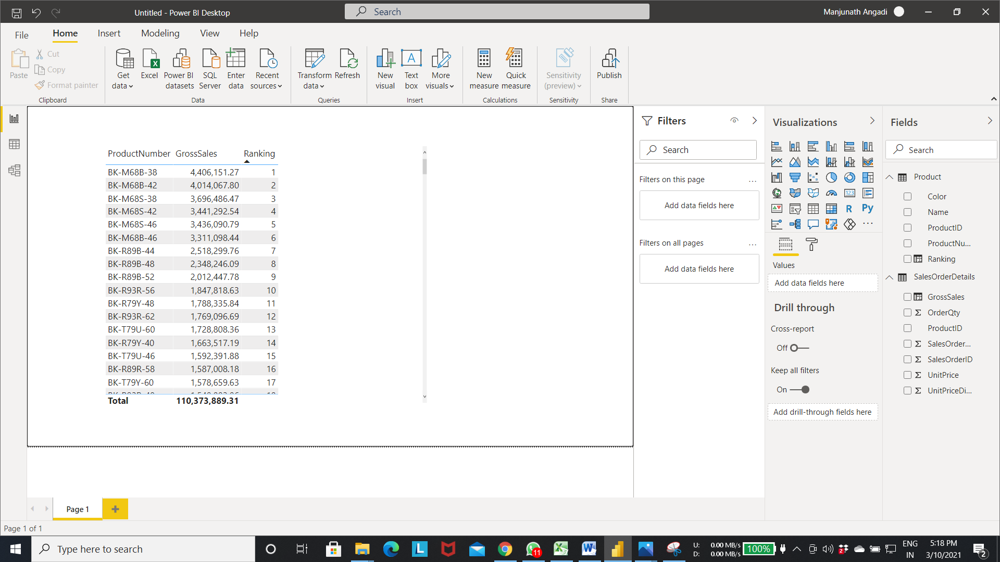 Untitled - Power BI Desktop
Search
Manjunath Angadi
File Home Insert Modeling View Help
Paste
Cut
Copy
Format painter
Clipboard
Get data
Excel
Power BI datasets
SQL Server
Enter data
Recent sources
Data
Transform data
Refresh
Queries
New visual
Text box
More visuals
Insert
New measure
Quick measure
Calculations
Sensitivity (preview)
Sensitivity
Publish
Share
ProductNumber GrossSales Ranking
BK-M68B-38 4,406,151.27 1
BK-M68B-42 4,014,067.80 2
BK-M68S-38 3,696,486.47 3
BK-M68S-42 3,441,292.54 4
BK-M68S-46 3,436,090.79 5
BK-M68B-46 3,311,098.44 6
BK-R89B-44 2,518,299.76 7
BK-R89B-48 2,348,246.09 8
BK-R89B-52 2,012,447.78 9
BK-R93R-56 1,847,818.63 10
BK-R79Y-48 1,788,335.84 11
BK-R93R-62 1,769,096.69 12
BK-T79U-60 1,728,808.36 13
BK-R79Y-40 1,663,517.19 14
BK-T79U-46 1,592,391.88 15
BK-R89R-58 1,587,008.18 16
BK-T79Y-60 1,578,659.63 17
Total 110,373,889.31
Filters
Search
Filters on this page ...
Add data fields here
Filters on all pages ...
Add data fields here
Visualizations
123
R Py
...
Values
Add data fields here
Drill through
Cross-report
Off
Keep all filters
On
Add drill-through fields here
Fields
Search
Product
Color
Name
ProductID
ProductNu...
Ranking
SalesOrderDetails
GrossSales
Σ OrderQty
ProductID
Σ SalesOrder...
Σ SalesOrderID
Σ UnitPrice
Σ UnitPriceDi...
Page 1
Page 1 of 1
Type here to search
L
11
U: 0.00 MB/s
D: 0.00 MB/s
100%
2
ENG
IN
5:18 PM
3/10/2021
2